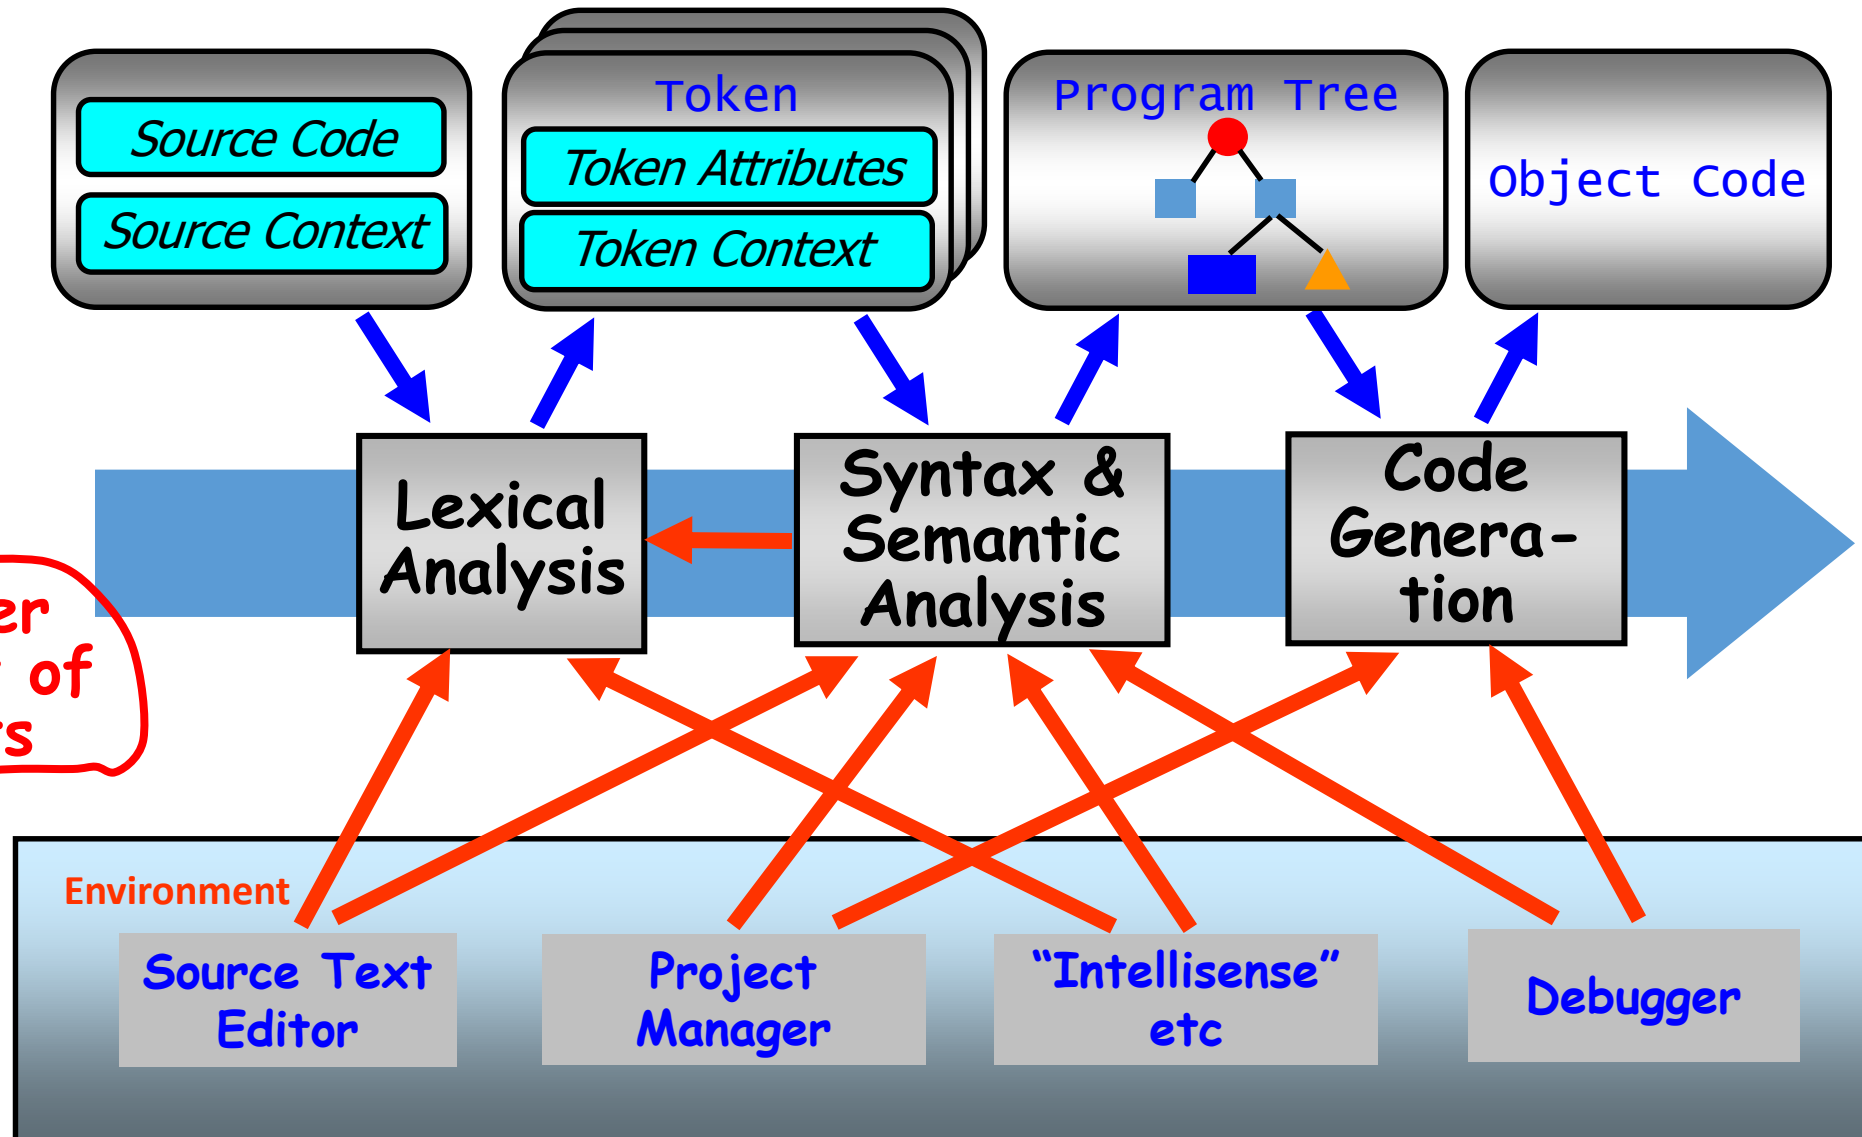 Source Code
Source Context
Token
Token Attributes
Token Context
Program Tree
Object Code
Lexical
Analysis
Syntax &
Semantic
Analysis
Code
Genera-
tion
of
Environment
Source Text
Editor
Project
Manager
“Intellisense”
etc
Debugger